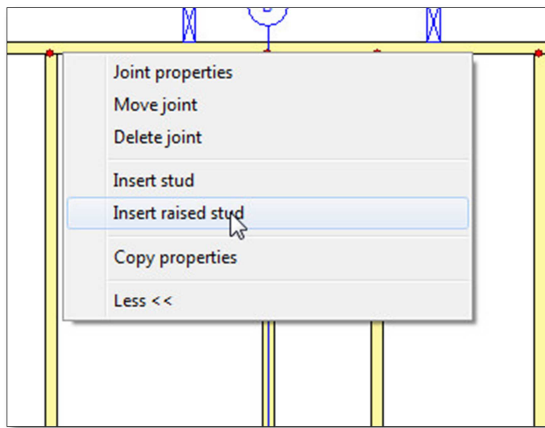 Joint properties
Move joint
Delete joint
Insert stud
Insert raised stud
Copy properties
Less <<